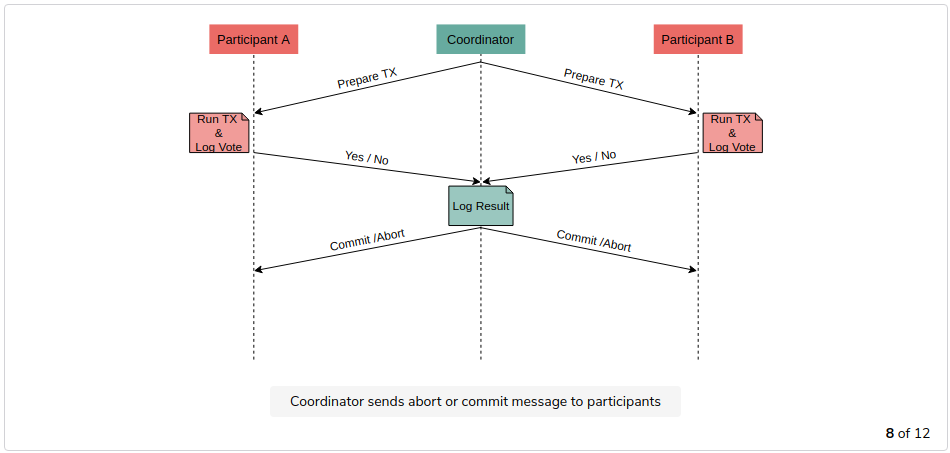 Participant A
Coordinator
Participant B
Prepare TX
Prepare TX
Run TX
&
Log Vote
Run TX
&
Log Vote
Yes / No
Yes / No
Log Result
Commit /Abort
Commit /Abort
Coordinator sends abort or commit message to participants
8 of 12